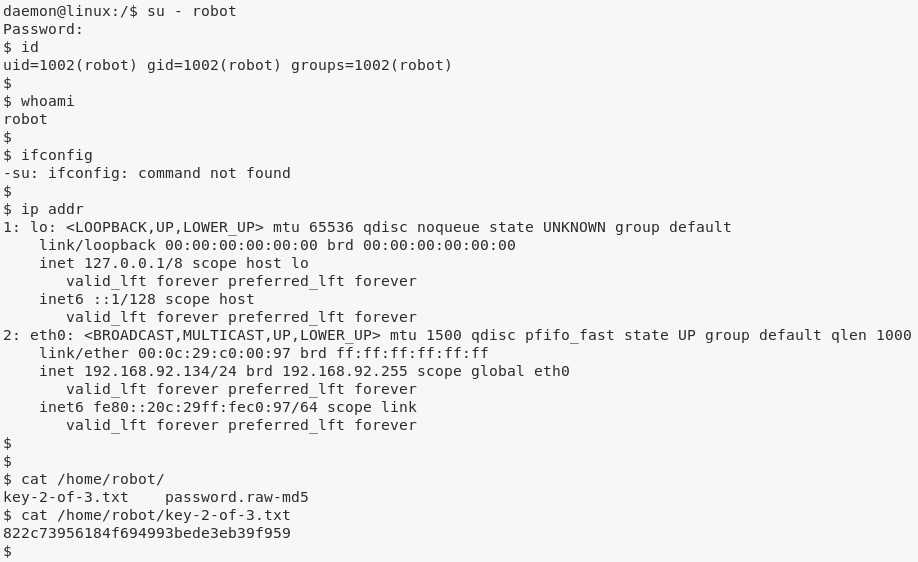 daemon@linux:/$ su - robot
Password:
$ id
uid=1002(robot) gid=1002(robot) groups=1002(robot)
$
$ whoami
robot
$
$ ifconfig
-su: ifconfig: command not found
$
$ ip addr
1: lo: <LOOPBACK,UP,LOWER_UP> mtu 65536 qdisc noqueue state UNKNOWN group default
    link/loopback 00:00:00:00:00:00 brd 00:00:00:00:00:00
    inet 127.0.0.1/8 scope host lo
       valid_lft forever preferred_lft forever
    inet6 ::1/128 scope host
       valid_lft forever preferred_lft forever
2: eth0: <BROADCAST,MULTICAST,UP,LOWER_UP> mtu 1500 qdisc pfifo_fast state UP group default qlen 1000
    link/ether 00:0c:29:c0:00:97 brd ff:ff:ff:ff:ff:ff
    inet 192.168.92.134/24 brd 192.168.92.255 scope global eth0
       valid_lft forever preferred_lft forever
    inet6 fe80::20c:29ff:fec0:97/64 scope link
       valid_lft forever preferred_lft forever
$
$
$ cat /home/robot/
key-2-of-3.txt    password.raw-md5
$ cat /home/robot/key-2-of-3.txt
822c73956184f694993bede3eb39f959
$